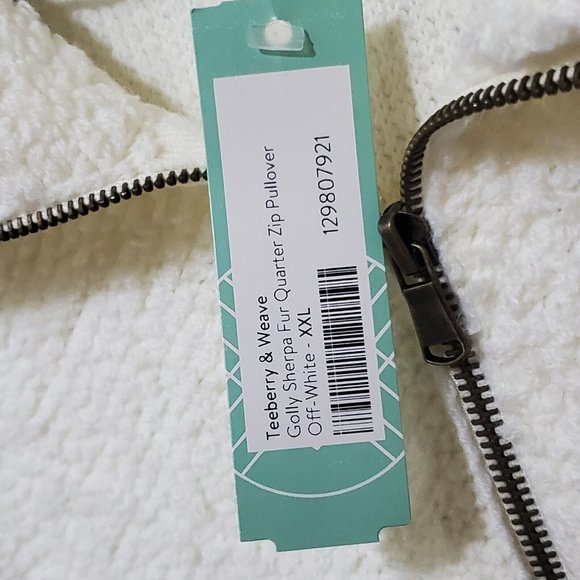 Teeberry & Weave
Golly Sherpa Fur Quarter Zip Pullover
Off-White - XXL
129807921